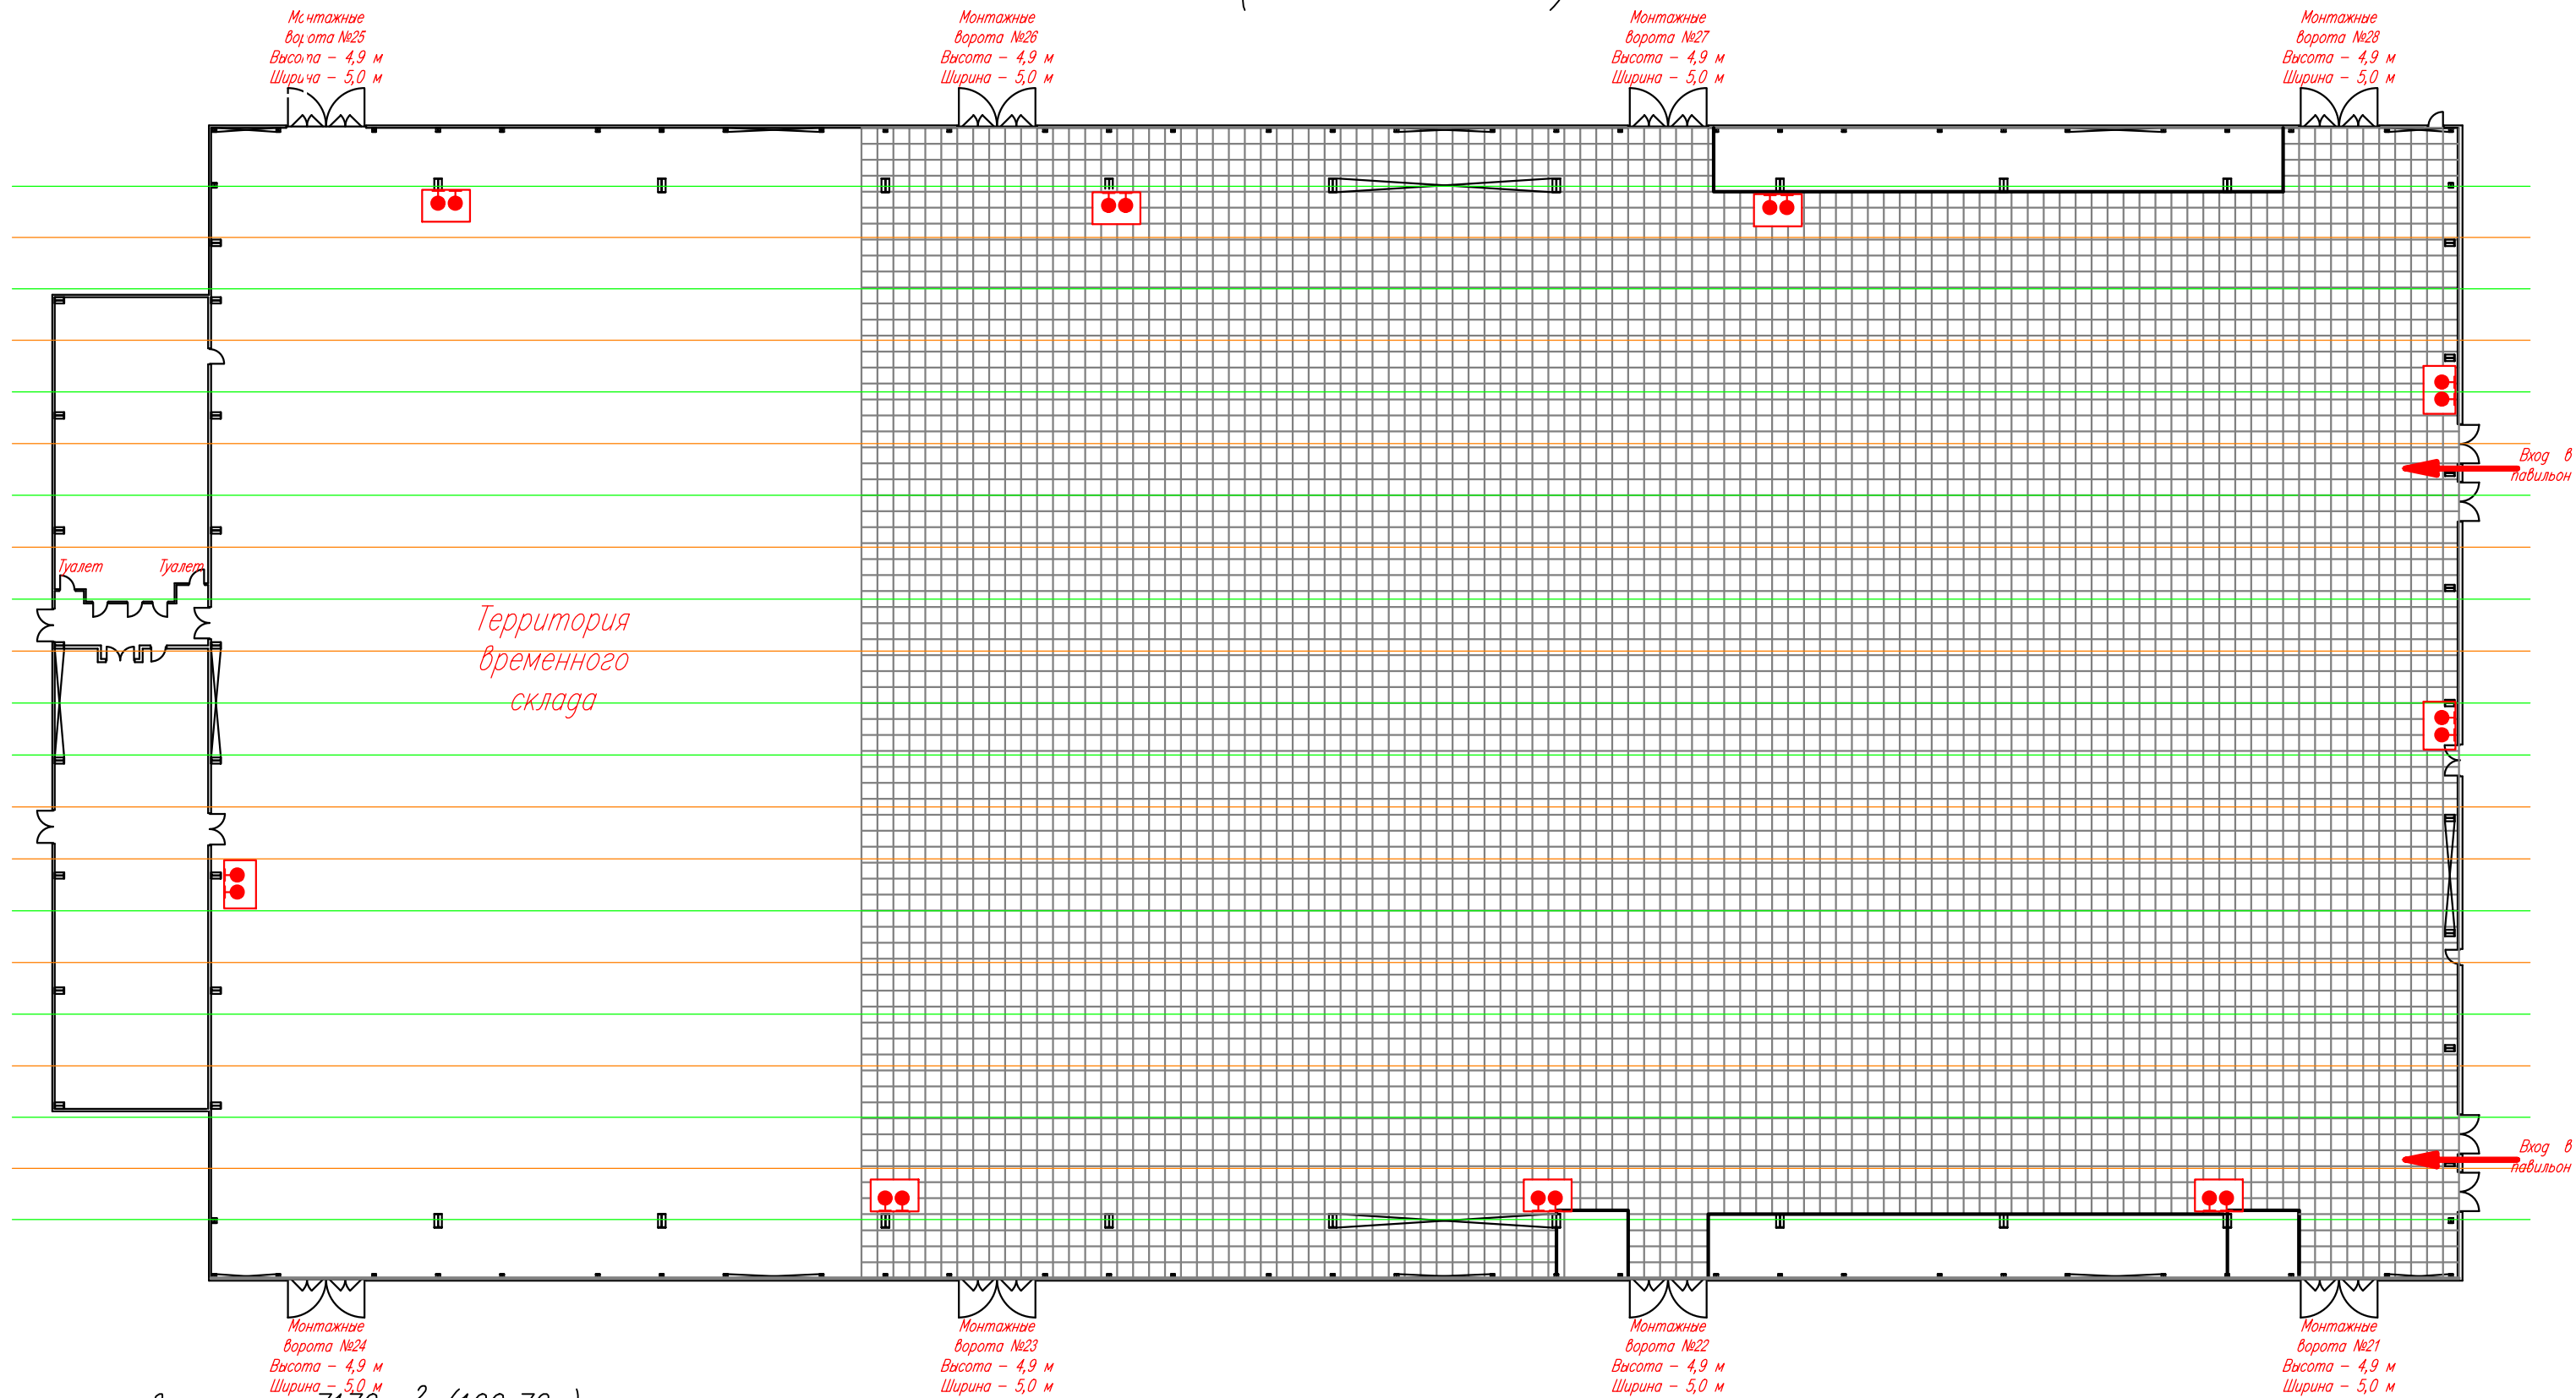 Монтажные
ворота №25
Высота - 4,9 м
Ширина - 5,0 м
Монтажные
ворота №26
Высота - 4,9 м
Ширина - 5,0 м
Монтажные
ворота №27
Высота - 4,9 м
Ширина - 5,0 м
Монтажные
ворота №28
Высота - 4,9 м
Ширина - 5,0 м
Вход в
павильон
Туалет
Туалет
Территория
временного
склада
Вход в
павильон
Монтажные
ворота №24
Высота - 4,9 м
Ширина - 5,0 м
Монтажные
ворота №23
Высота - 4,9 м
Ширина - 5,0 м
Монтажные
ворота №22
Высота - 4,9 м
Ширина - 5,0 м
Монтажные
ворота №21
Высота - 4,9 м
Ширина - 5,0 м